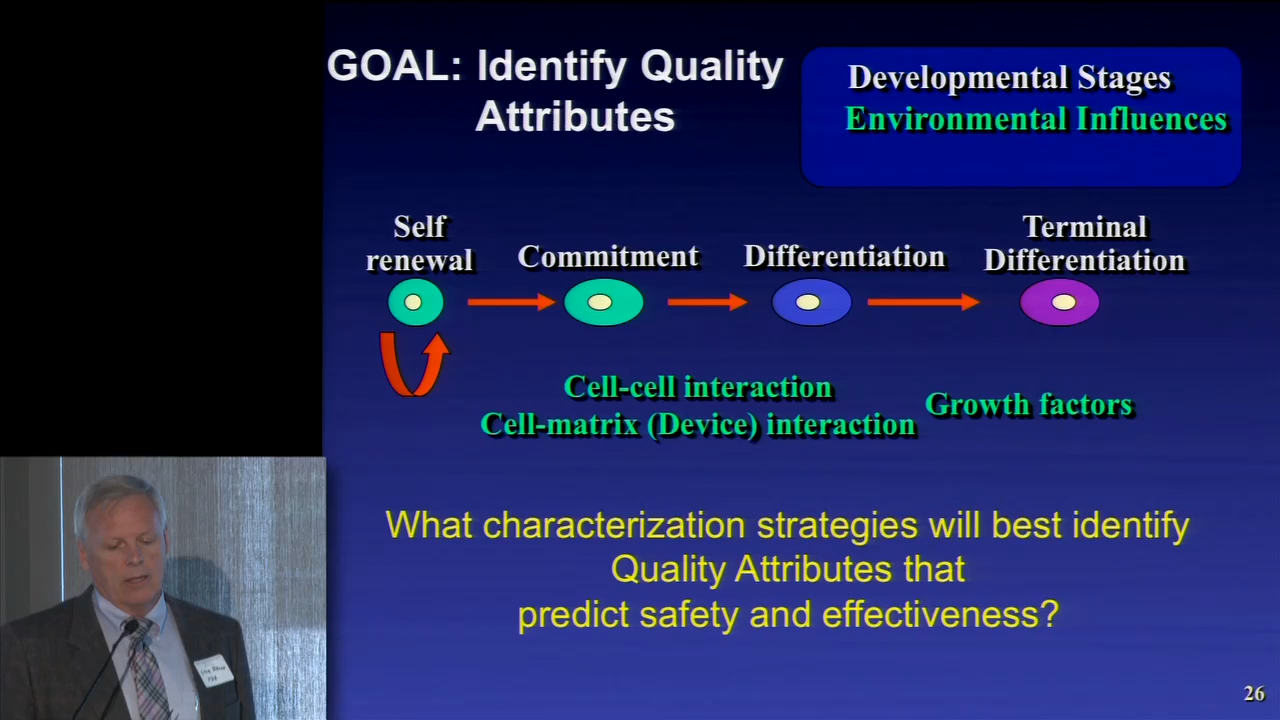 GOAL: Identify Quality
Attributes
Developmental Stages
Environmental Influences
Self
renewal
Commitment
Differentiation
Terminal
Differentiation
Cell-cell interaction
Cell-matrix (Device) interaction
Growth factors
What characterization strategies will best identify
Quality Attributes that
predict safety and effectiveness?
26
FDA